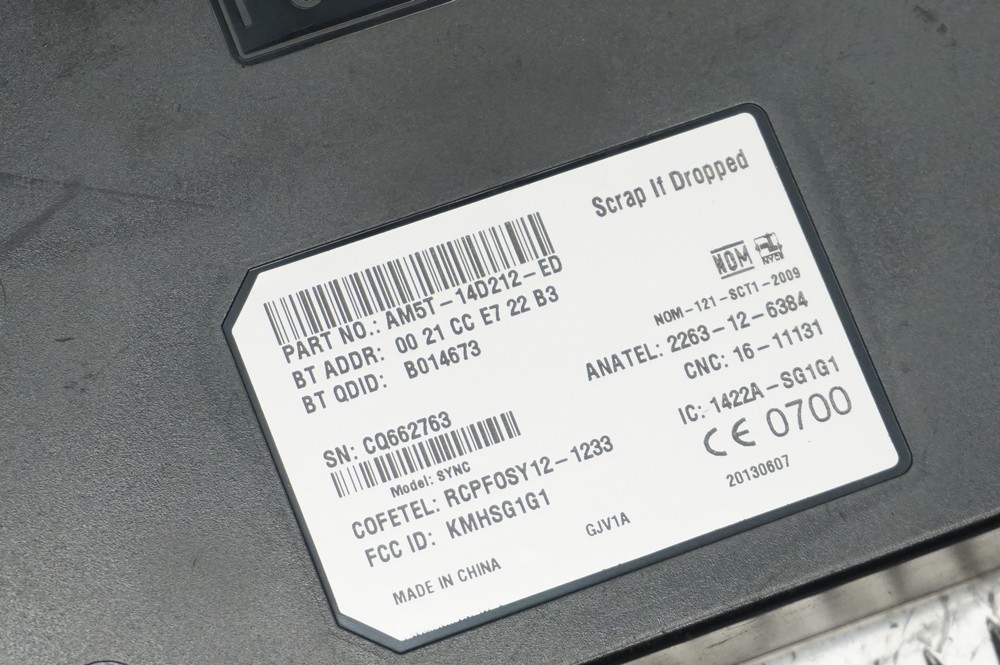 Scrap If Dropped
PART NO.: AM5T-14D212-ED
BT ADDR: 00 21 CC E7 22 B3
BT QDID: B014673
NOM NYCE
NOM-121-SCT1-2009
ANATEL: 2263-12-6384
CNC: 16-11131
IC: 1422A-SG1G1
CE 0700
20130607
SN: CQ662763
Model: SYNC
COFETEL: RCPFOSY12-1233
FCC ID: KMHSG1G1
GJV1A
MADE IN CHINA